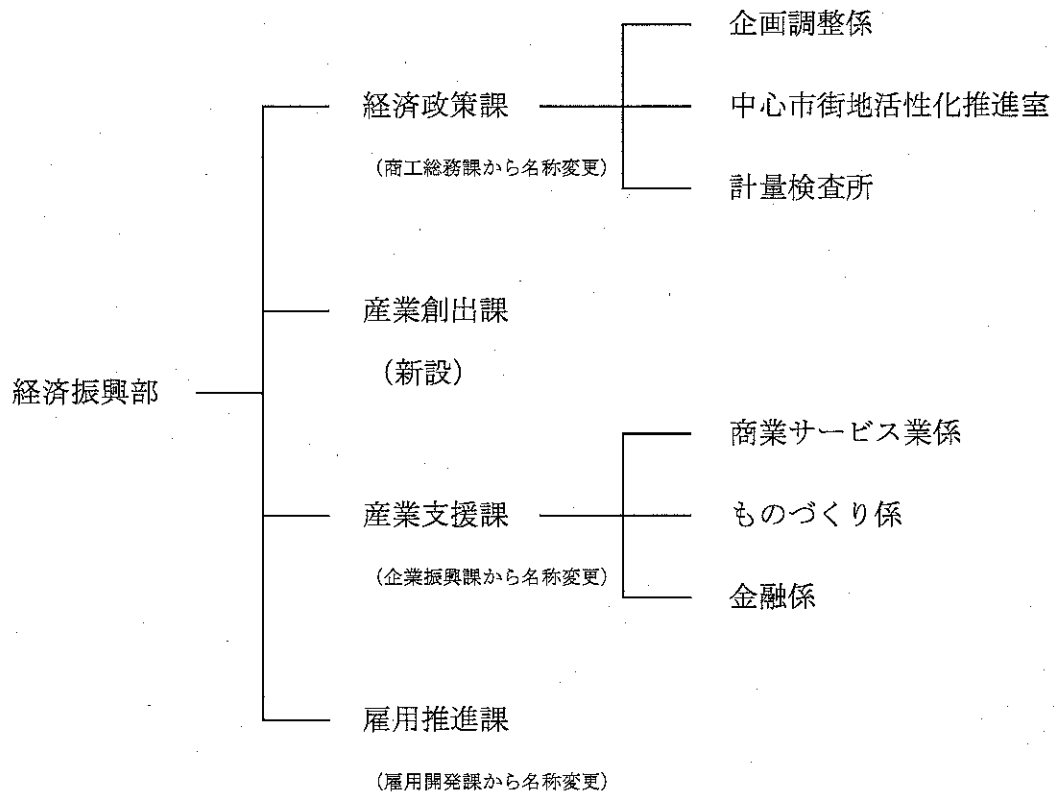 企画調整係
経済政策課
中心市街地活性化推進室
(商工総務課から名称変更)
計量検査所
産業創出課
(新設)
経済振興部
商業サービス業係
産業支援課
ものづくり係
(企業振興課から名称変更)
金融係
雇用推進課
(雇用開発課から名称変更)